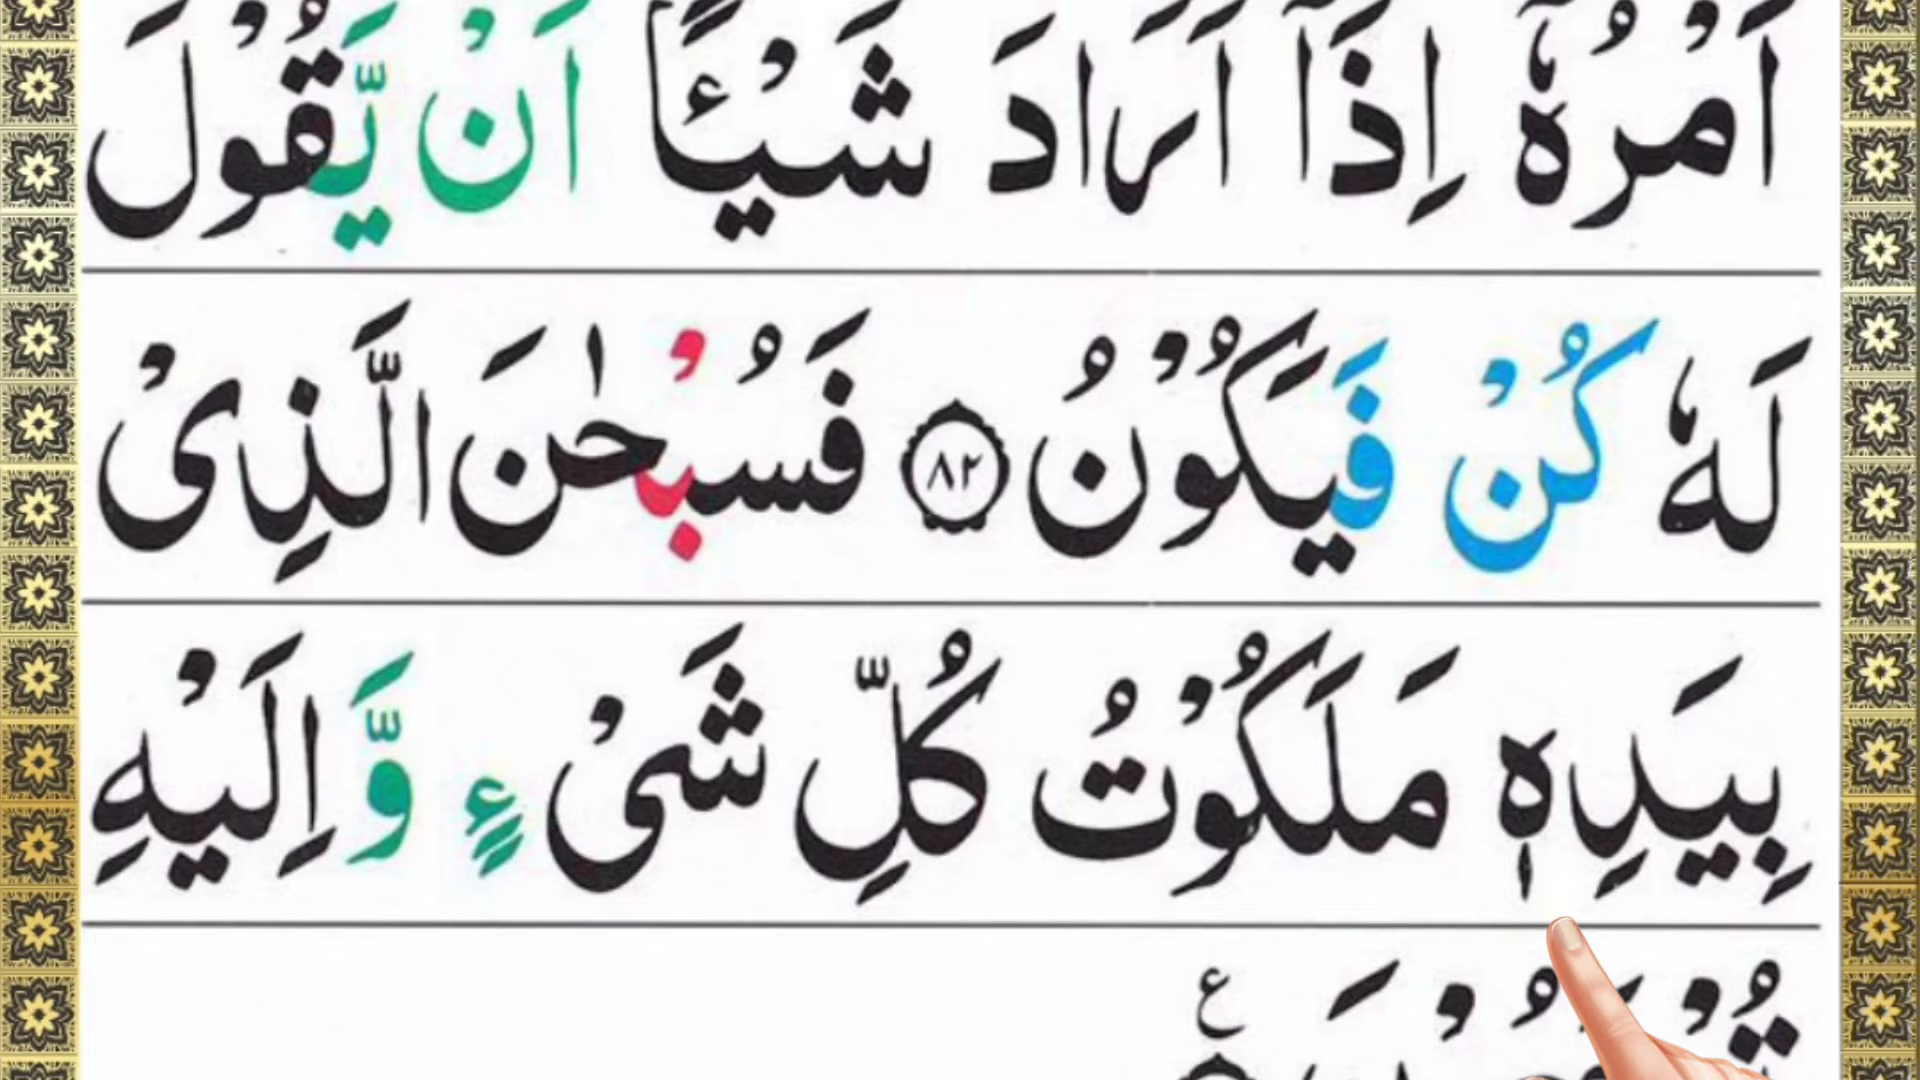 اَمْرُهٗۤ اِذَاۤ اَرَادَ شَيْـًٔا اَنْ يَّقُوْلَ
لَهٗ كُنْ فَيَكُوْنُ ۸۲ فَسُبْحٰنَ الَّذِىْ
بِيَدِهٖ مَلَكُوْتُ كُلِّ شَىْءٍ وَّ اِلَيْهِ
ع